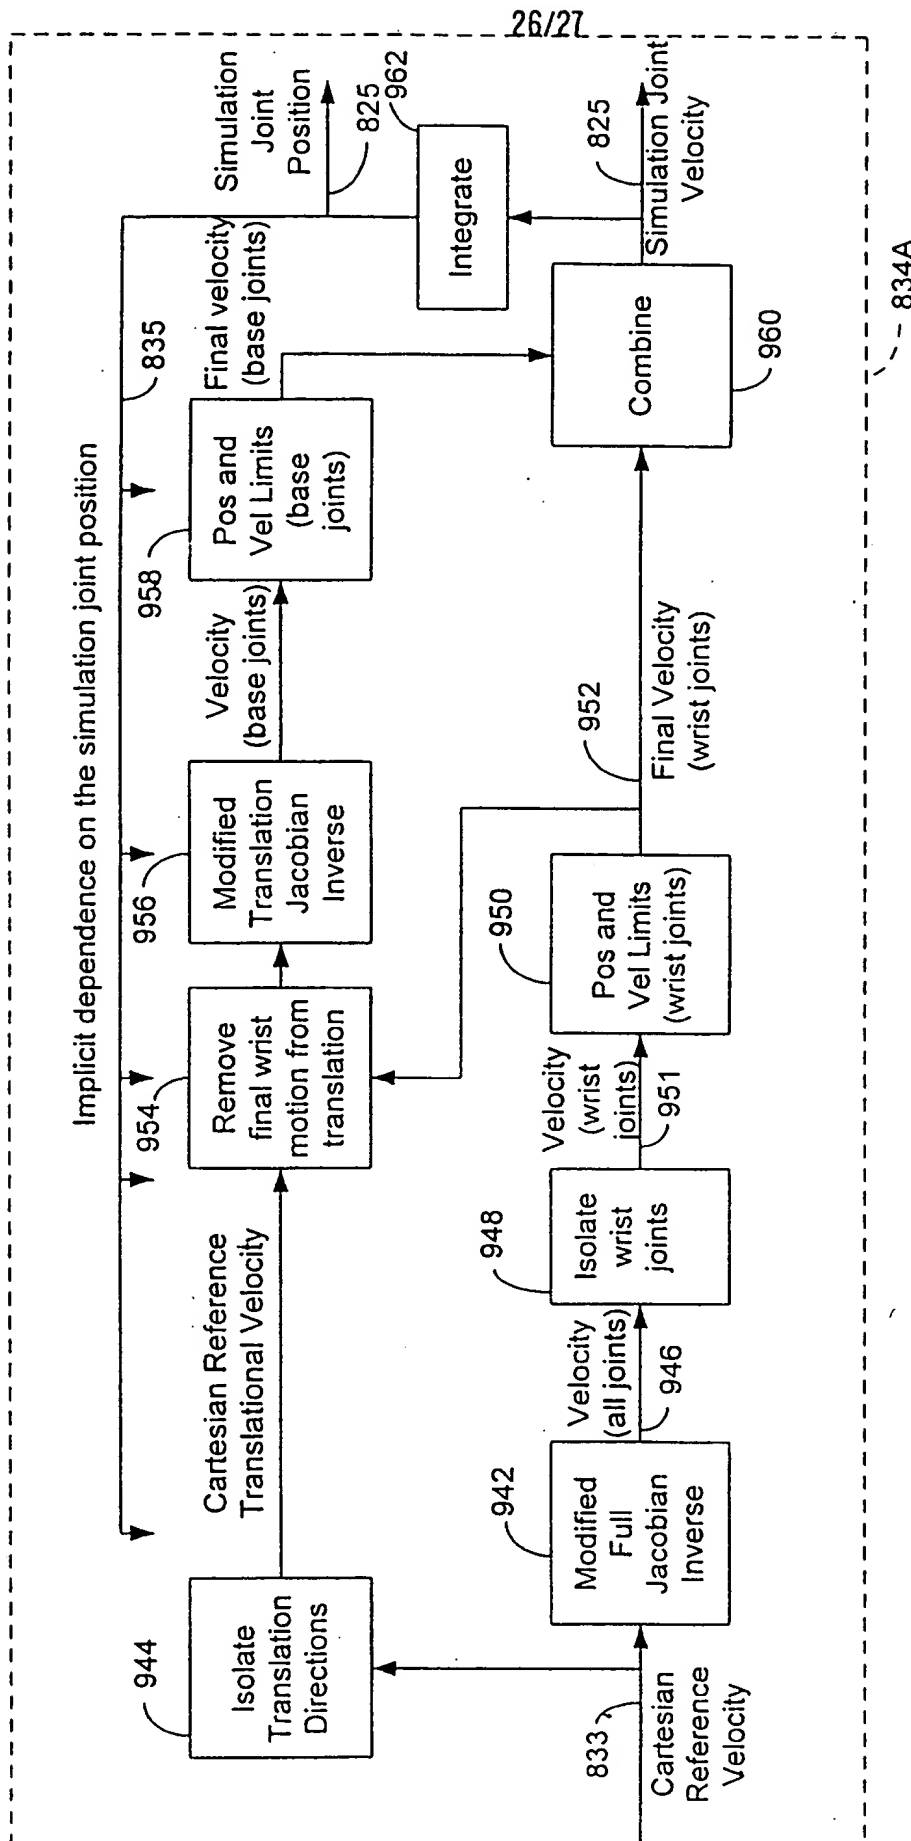 26/27
Implicit dependence on the simulation joint position
835
944
Isolate
Translation
Directions
Cartesian Reference
Translational Velocity
954
Remove
final wrist
motion from
translation
956
Modified
Translation
Jacobian
Inverse
Velocity
(base joints)
958
Pos and
Vel Limits
(base
joints)
Final velocity
(base joints)
Simulation
Joint
Position
825
962
Integrate
833
Cartesian
Reference
Velocity
942
Modified
Full
Jacobian
Inverse
Velocity
(all joints)
946
948
Isolate
wrist
joints
Velocity
(wrist
joints)
951
950
Pos and
Vel Limits
(wrist joints)
952
Final Velocity
(wrist joints)
Combine
960
825
Simulation Joint
Velocity
834A